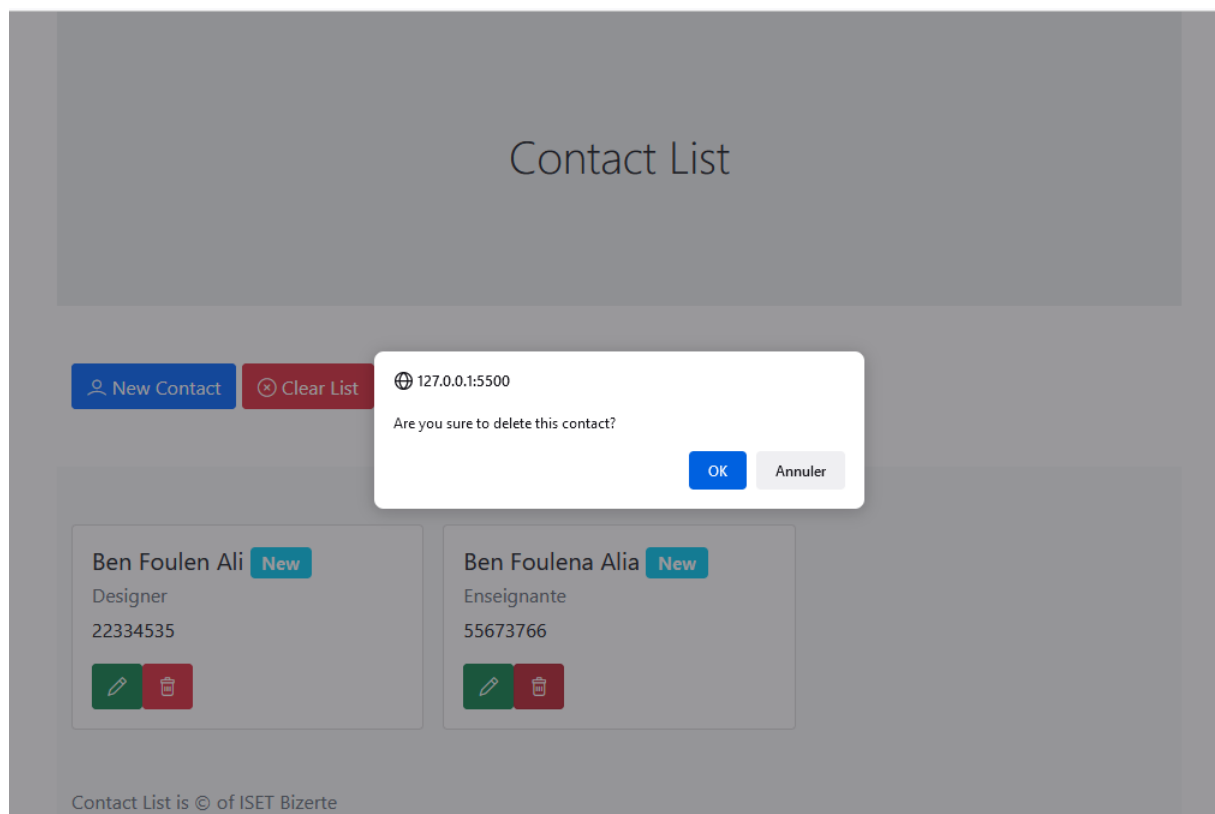 Contact List
New Contact
Clear List
127.0.0.1:5500
Are you sure to delete this contact?
OK
Annuler
Ben Foulen Ali New
Designer
22334535
Ben Foulena Alia New
Enseignante
55673766
Contact List is © of ISET Bizerte